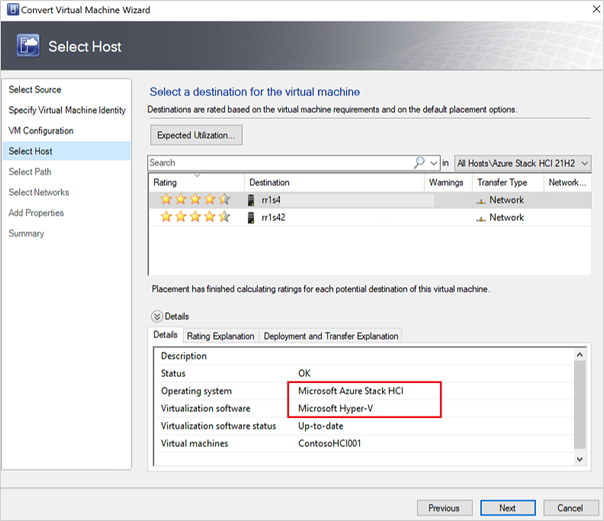 Convert Virtual Machine Wizard
Select Host
Select Source
Specify Virtual Machine Identity
VM Configuration
Select Host
Select Path
Select Networks
Add Properties
Summary
Select a destination for the virtual machine
Destinations are rated based on the virtual machine requirements and on the default placement options.
Expected Utilization...
Search in All Hosts\Azure Stack HCI 21H2
Rating Destination Warnings Transfer Type Network...
rr1s4 Network
rr1s42 Network
Placement has finished calculating ratings for each potential destination of this virtual machine.
Details
Details Rating Explanation Deployment and Transfer Explanation
Description
Status OK
Operating system Microsoft Azure Stack HCI
Virtualization software Microsoft Hyper-V
Virtualization software status Up-to-date
Virtual machines ContosoHCI001
Previous Next Cancel